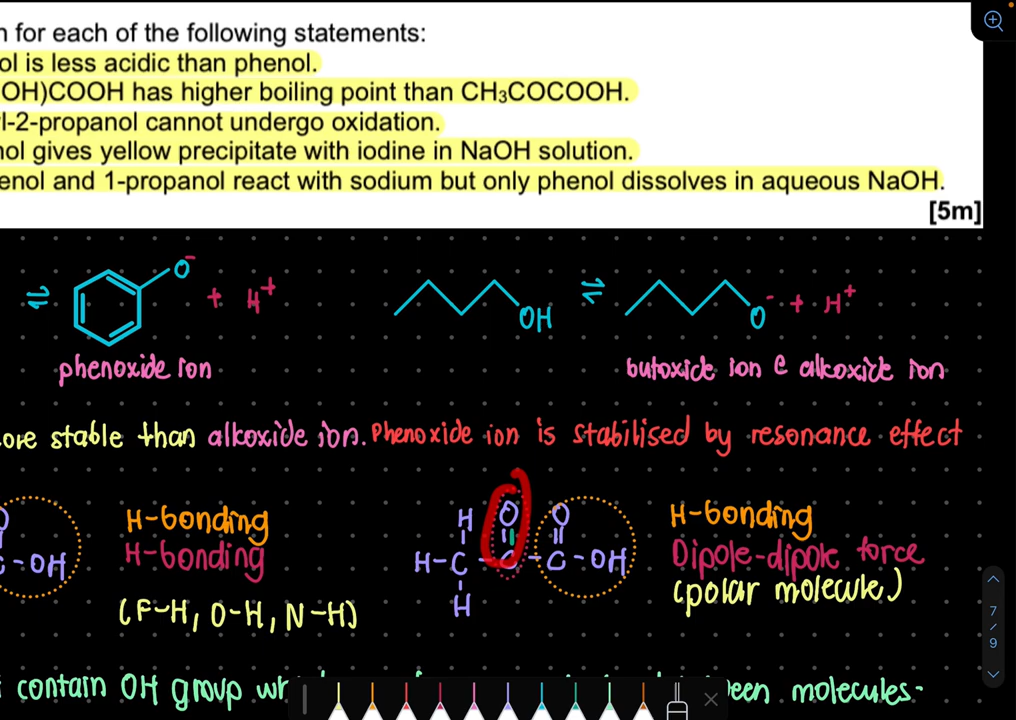 n for each of the following statements:
ol is less acidic than phenol.
OH)COOH has higher boiling point than CH₃COCOOH.
l-2-propanol cannot undergo oxidation.
nol gives yellow precipitate with iodine in NaOH solution.
enol and 1-propanol react with sodium but only phenol dissolves in aqueous NaOH.
[5m]
⇌ O⁻ + H⁺ OH ⇌ O⁻ + H⁺
phenoxide ion butoxide ion @ alkoxide ion
ore stable than alkoxide ion. Phenoxide ion is stabilised by resonance effect
H-bonding H O O H-bonding
C-OH H-bonding H-C-C-C-OH Dipole-dipole force
(F-H, O-H, N-H) H (polar molecule)
contain OH group een molecules.
7
/
9